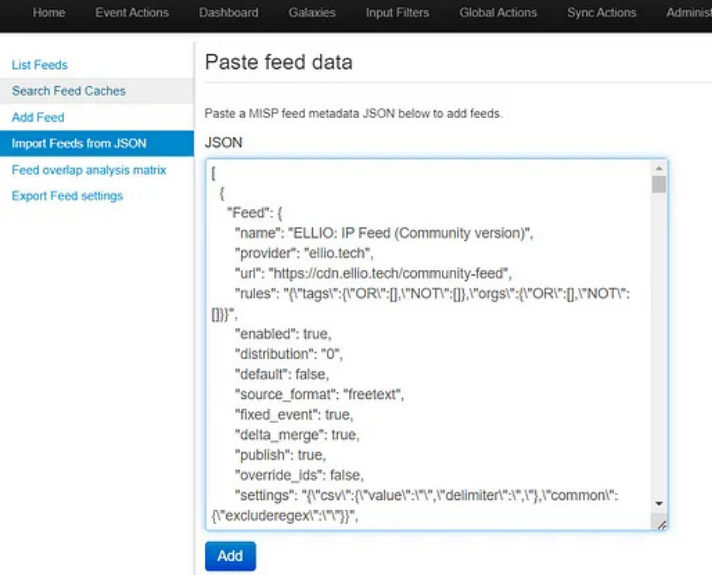 Home Event Actions Dashboard Galaxies Input Filters Global Actions Sync Actions Administ
List Feeds
Search Feed Caches
Add Feed
Import Feeds from JSON
Feed overlap analysis matrix
Export Feed settings
Paste feed data
Paste a MISP feed metadata JSON below to add feeds.
JSON
[
{
"Feed": {
"name": "ELLIO: IP Feed (Community version)",
"provider": "ellio.tech",
"url": "https://cdn.ellio.tech/community-feed",
"rules": "{\"tags\":{\"OR\":[],\"NOT\":[]},\"orgs\":{\"OR\":[],\"NOT\":
[]}}",
"enabled": true,
"distribution": "0",
"default": false,
"source_format": "freetext",
"fixed_event": true,
"delta_merge": true,
"publish": true,
"override_ids": false,
"settings": "{\"csv\":{\"value\":\"\",\"delimiter\":\",\"},\"common\":
{\"excluderegex\":\"\"}}",
Add